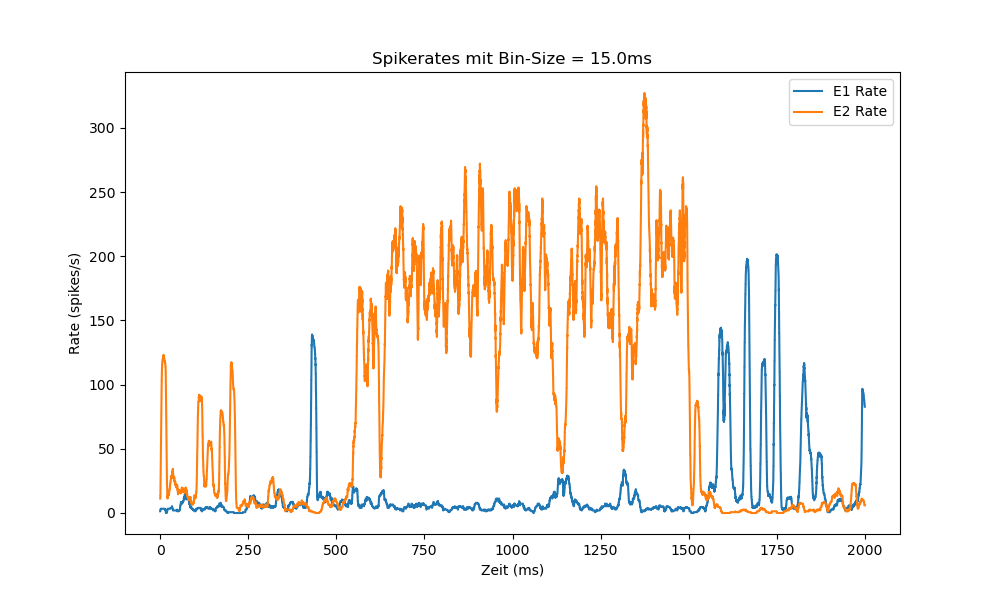 Spikerates mit Bin-Size = 15.0ms
E1 Rate
E2 Rate
Rate (spikes/s)
300
250
200
150
100
50
0
0 250 500 750 1000 1250 1500 1750 2000
Zeit (ms)